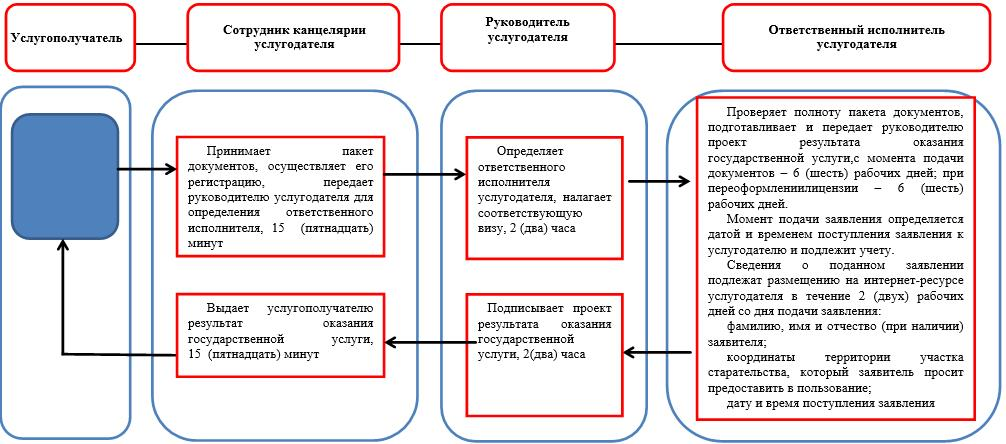 Услугополучатель
Сотрудник канцелярии
услугодателя
Руководитель
услугодателя
Ответственный исполнитель
услугодателя
Принимает пакет
документов, осуществляет его
регистрацию, передает
руководителю услугодателя для
определения ответственного
исполнителя, 15 (пятнадцать)
минут
Определяет
ответственного
исполнителя
услугодателя, налагает
соответствующую
визу, 2 (два) часа
Проверяет полноту пакета документов,
подготавливает и передает руководителю
проект результата оказания
государственной услуги,с момента подачи
документов – 6 (шесть) рабочих дней; при
переоформлениилицензии – 6 (шесть)
рабочих дней.
Момент подачи заявления определяется
датой и временем поступления заявления к
услугодателю и подлежит учету.
Сведения о поданном заявлении
подлежат размещению на интернет-ресурсе
услугодателя в течение 2 (двух) рабочих
дней со дня подачи заявления:
фамилию, имя и отчество (при наличии)
заявителя;
координаты территории участка
старательства, который заявитель просит
предоставить в пользование;
дату и время поступления заявления
Выдает услугополучателю
результат оказания
государственной услуги,
15 (пятнадцать) минут
Подписывает проект
результата оказания
государственной
услуги, 2(два) часа